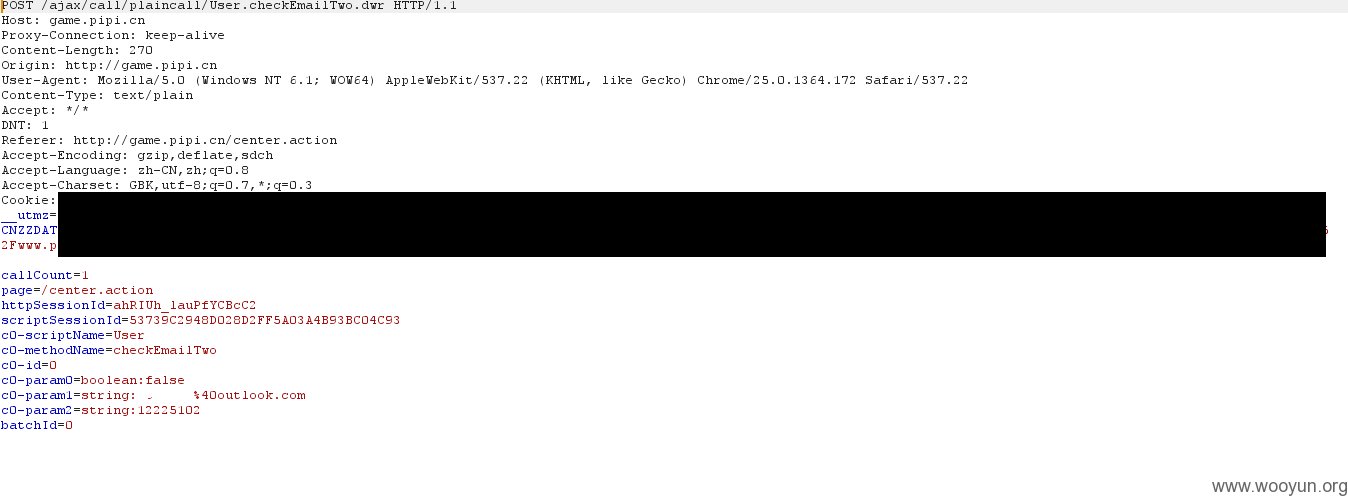 POST /ajax/call/plaincall/User.checkEmailTwo.dwr HTTP/1.1
Host: game.pipi.cn
Proxy-Connection: keep-alive
Content-Length: 270
Origin: http://game.pipi.cn
User-Agent: Mozilla/5.0 (Windows NT 6.1; WOW64) AppleWebKit/537.22 (KHTML, like Gecko) Chrome/25.0.1364.172 Safari/537.22
Content-Type: text/plain
Accept: */*
DNT: 1
Referer: http://game.pipi.cn/center.action
Accept-Encoding: gzip,deflate,sdch
Accept-Language: zh-CN,zh;q=0.8
Accept-Charset: GBK,utf-8;q=0.7,*;q=0.3
Cookie:
__utmz=
CNZZDAT
2Fwww.p
callCount=1
page=/center.action
httpSessionId=ahRIUh_lauPfYCBcC2
scriptSessionId=53739C2948D028D2FF5A03A4B93BC04C93
c0-scriptName=User
c0-methodName=checkEmailTwo
c0-id=0
c0-param0=boolean:false
c0-param1=string: %40outlook.com
c0-param2=string:12225102
batchId=0
www.wooyun.org